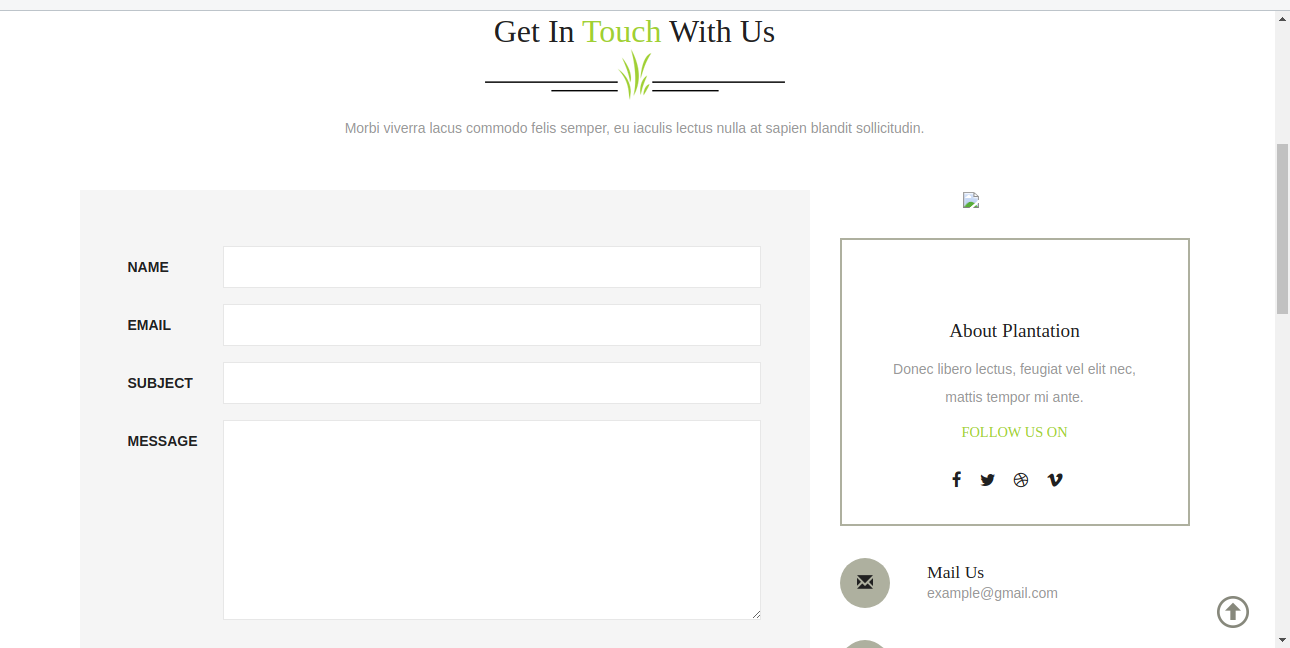 Get In Touch With Us
Morbi viverra lacus commodo felis semper, eu iaculis lectus nulla at sapien blandit sollicitudin.
NAME
EMAIL
SUBJECT
MESSAGE
About Plantation
Donec libero lectus, feugiat vel elit nec,
mattis tempor mi ante.
FOLLOW US ON
Mail Us
example@gmail.com